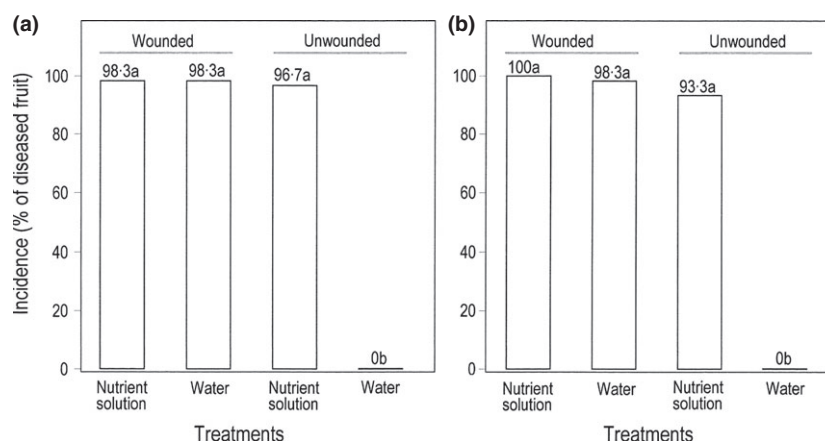 (a)
Wounded Unwounded
98·3a 98·3a 96·7a 0b
100
80
60
40
20
0
Incidence (% of diseased fruit)
Nutrient solution Water Nutrient solution Water
Treatments
(b)
Wounded Unwounded
100a 98·3a 93·3a 0b
100
80
60
40
20
0
Nutrient solution Water Nutrient solution Water
Treatments